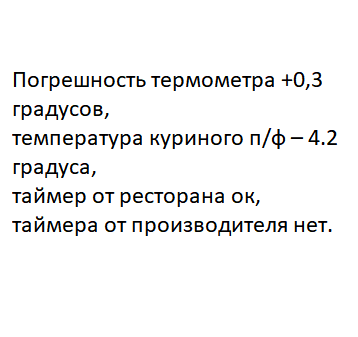 Погрешность термометра +0,3
градусов,
температура куриного п/ф – 4.2
градуса,
таймер от ресторана ок,
таймера от производителя нет.